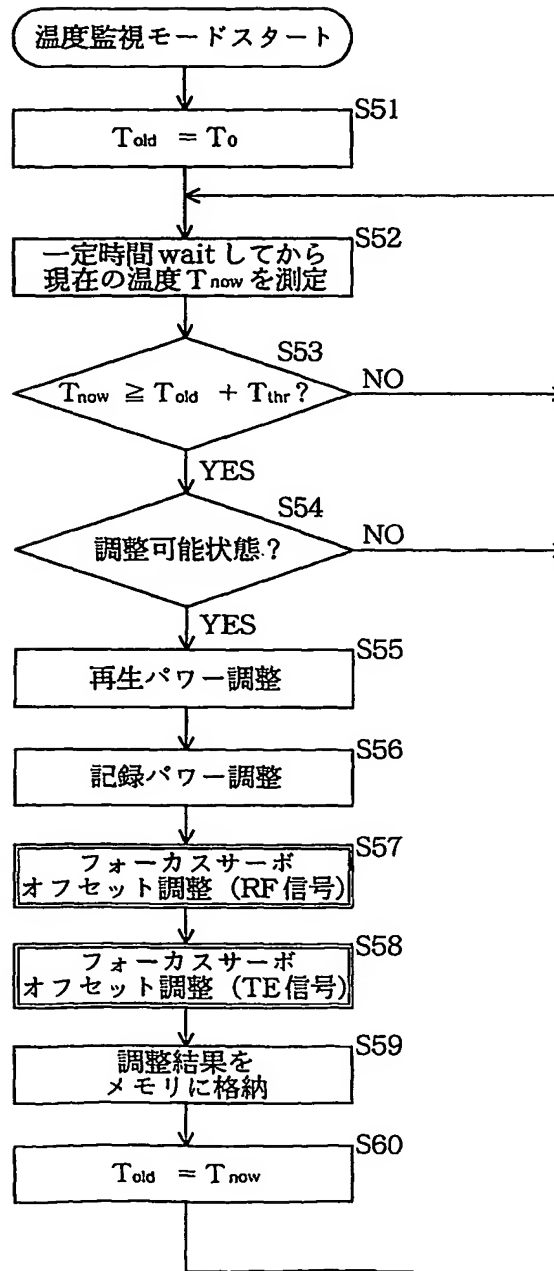 温度監視モードスタート
S51
Told = T0
S52
一定時間waitしてから
現在の温度Tnowを測定
S53
Tnow ≧ Told + Tthr?
NO
YES
S54
調整可能状態?
NO
YES
S55
再生パワー調整
S56
記録パワー調整
S57
フォーカスサーボ
オフセット調整（RF信号）
S58
フォーカスサーボ
オフセット調整（TE信号）
S59
調整結果を
メモリに格納
S60
Told = Tnow